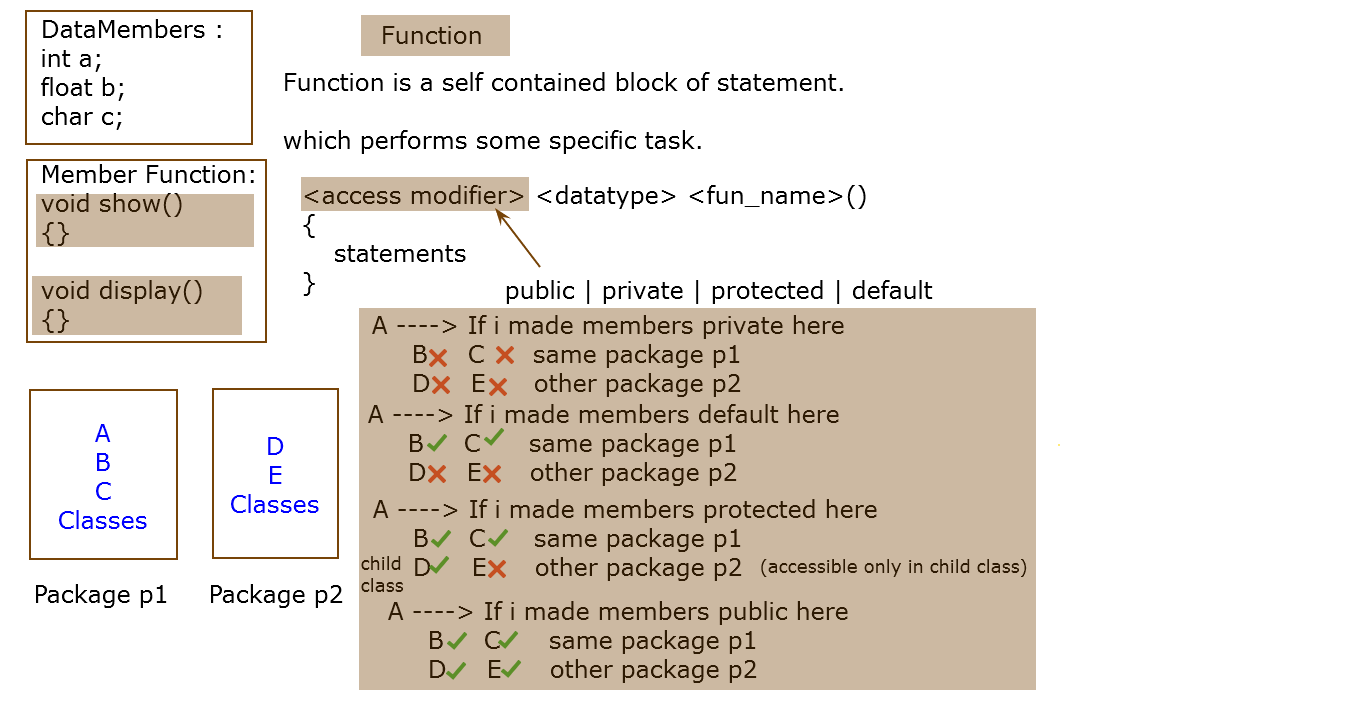 DataMembers :
int a;
float b;
char c;
Function
Function is a self contained block of statement.
which performs some specific task.
Member Function:
void show()
{}
void display()
{}
<access modifier> <datatype> <fun_name>()
{
statements
}
public | private | protected | default
A ----> If i made members private here
B C same package p1
D E other package p2
A ----> If i made members default here
B C same package p1
D E other package p2
A ----> If i made members protected here
B C same package p1
child class D E other package p2 (accessible only in child class)
A ----> If i made members public here
B C same package p1
D E other package p2
A
B
C
Classes
Package p1
D
E
Classes
Package p2